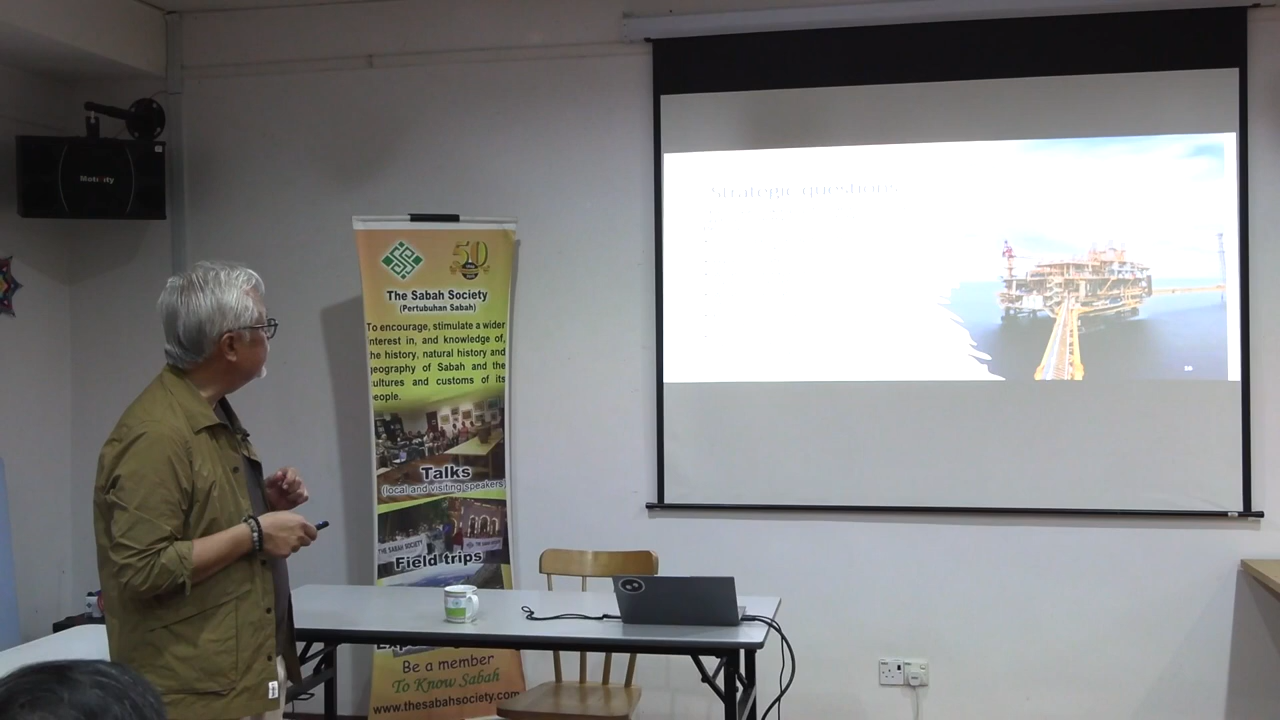 Strategic questions
50
The Sabah Society
(Pertubuhan Sabah)
To encourage, stimulate a wider
interest in, and knowledge of,
the history, natural history and
geography of Sabah and the
cultures and customs of its
people.
Talks
(local and visiting speakers)
THE SABAH SOCIETY
Field trips
Be a member
To Know Sabah
www.thesabahsociety.com